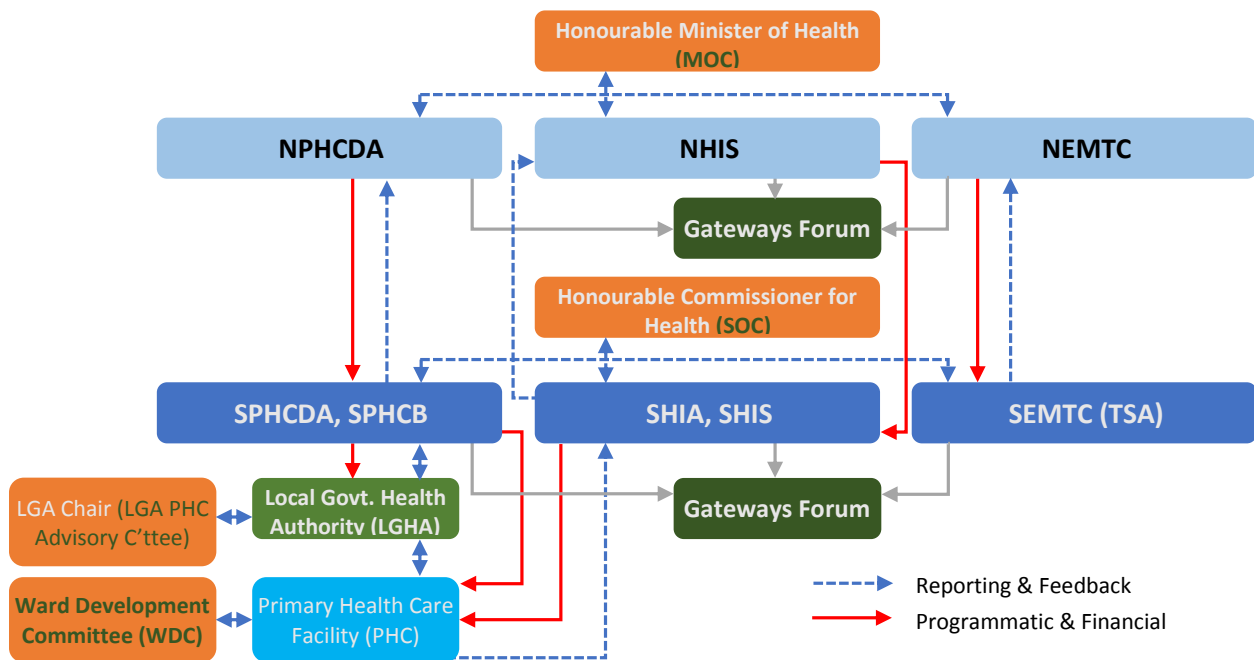 Honourable Minister of Health
(MOC)
NPHCDA
NHIS
NEMTC
Gateways Forum
Honourable Commissioner for
Health (SOC)
SPHCDA, SPHCB
SHIA, SHIS
SEMTC (TSA)
LGA Chair (LGA PHC
Advisory C’ttee)
Local Govt. Health
Authority (LGHA)
Gateways Forum
Ward Development
Committee (WDC)
Primary Health Care
Facility (PHC)
Reporting & Feedback
Programmatic & Financial